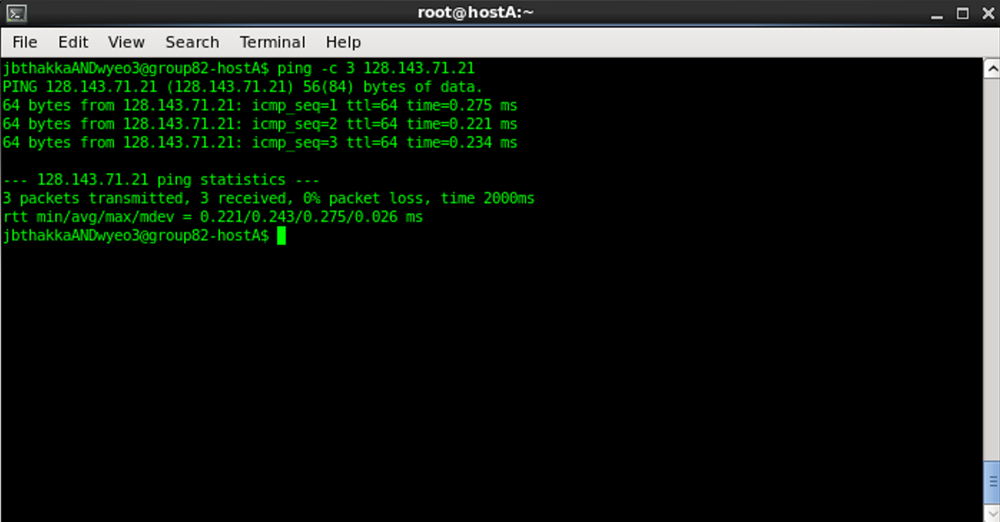 root@hostA:~
File Edit View Search Terminal Help
jbthakkaANDwyeo3@group82-hostA$ ping -c 3 128.143.71.21
PING 128.143.71.21 (128.143.71.21) 56(84) bytes of data.
64 bytes from 128.143.71.21: icmp_seq=1 ttl=64 time=0.275 ms
64 bytes from 128.143.71.21: icmp_seq=2 ttl=64 time=0.221 ms
64 bytes from 128.143.71.21: icmp_seq=3 ttl=64 time=0.234 ms
--- 128.143.71.21 ping statistics ---
3 packets transmitted, 3 received, 0% packet loss, time 2000ms
rtt min/avg/max/mdev = 0.221/0.243/0.275/0.026 ms
jbthakkaANDwyeo3@group82-hostA$